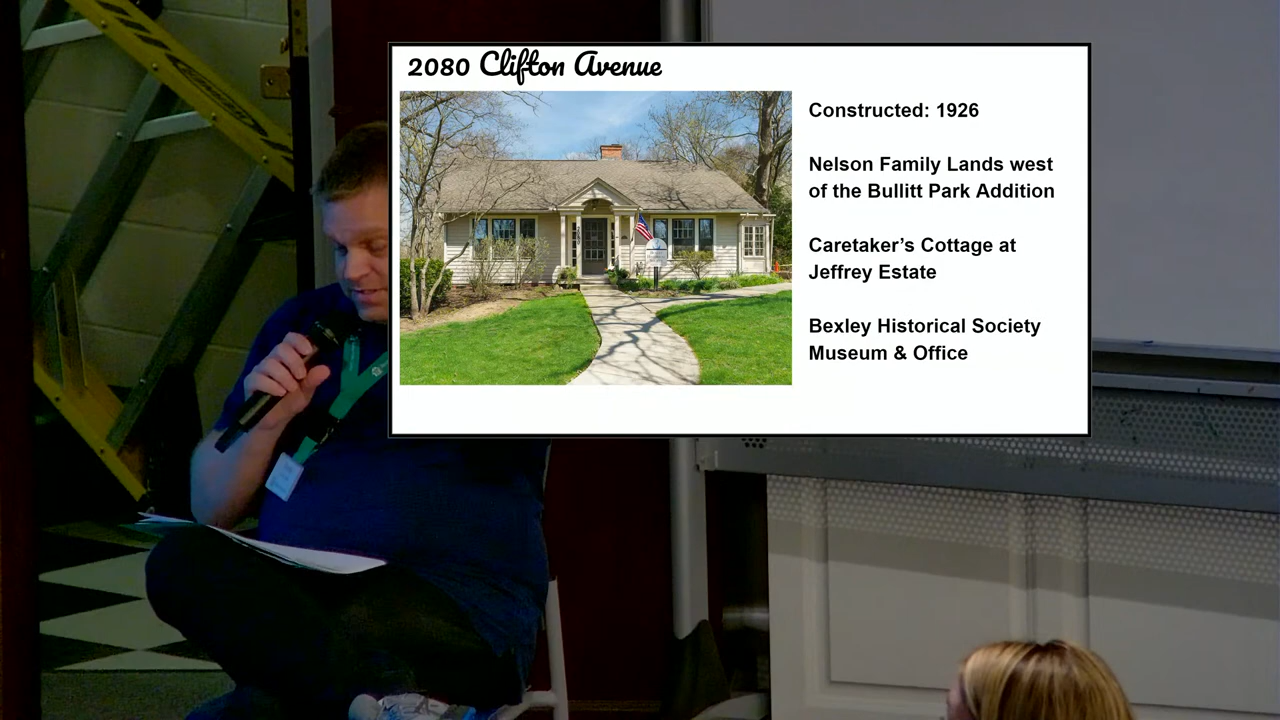 2080 Clifton Avenue
Constructed: 1926
Nelson Family Lands west
of the Bullitt Park Addition
Caretaker’s Cottage at
Jeffrey Estate
Bexley Historical Society
Museum & Office